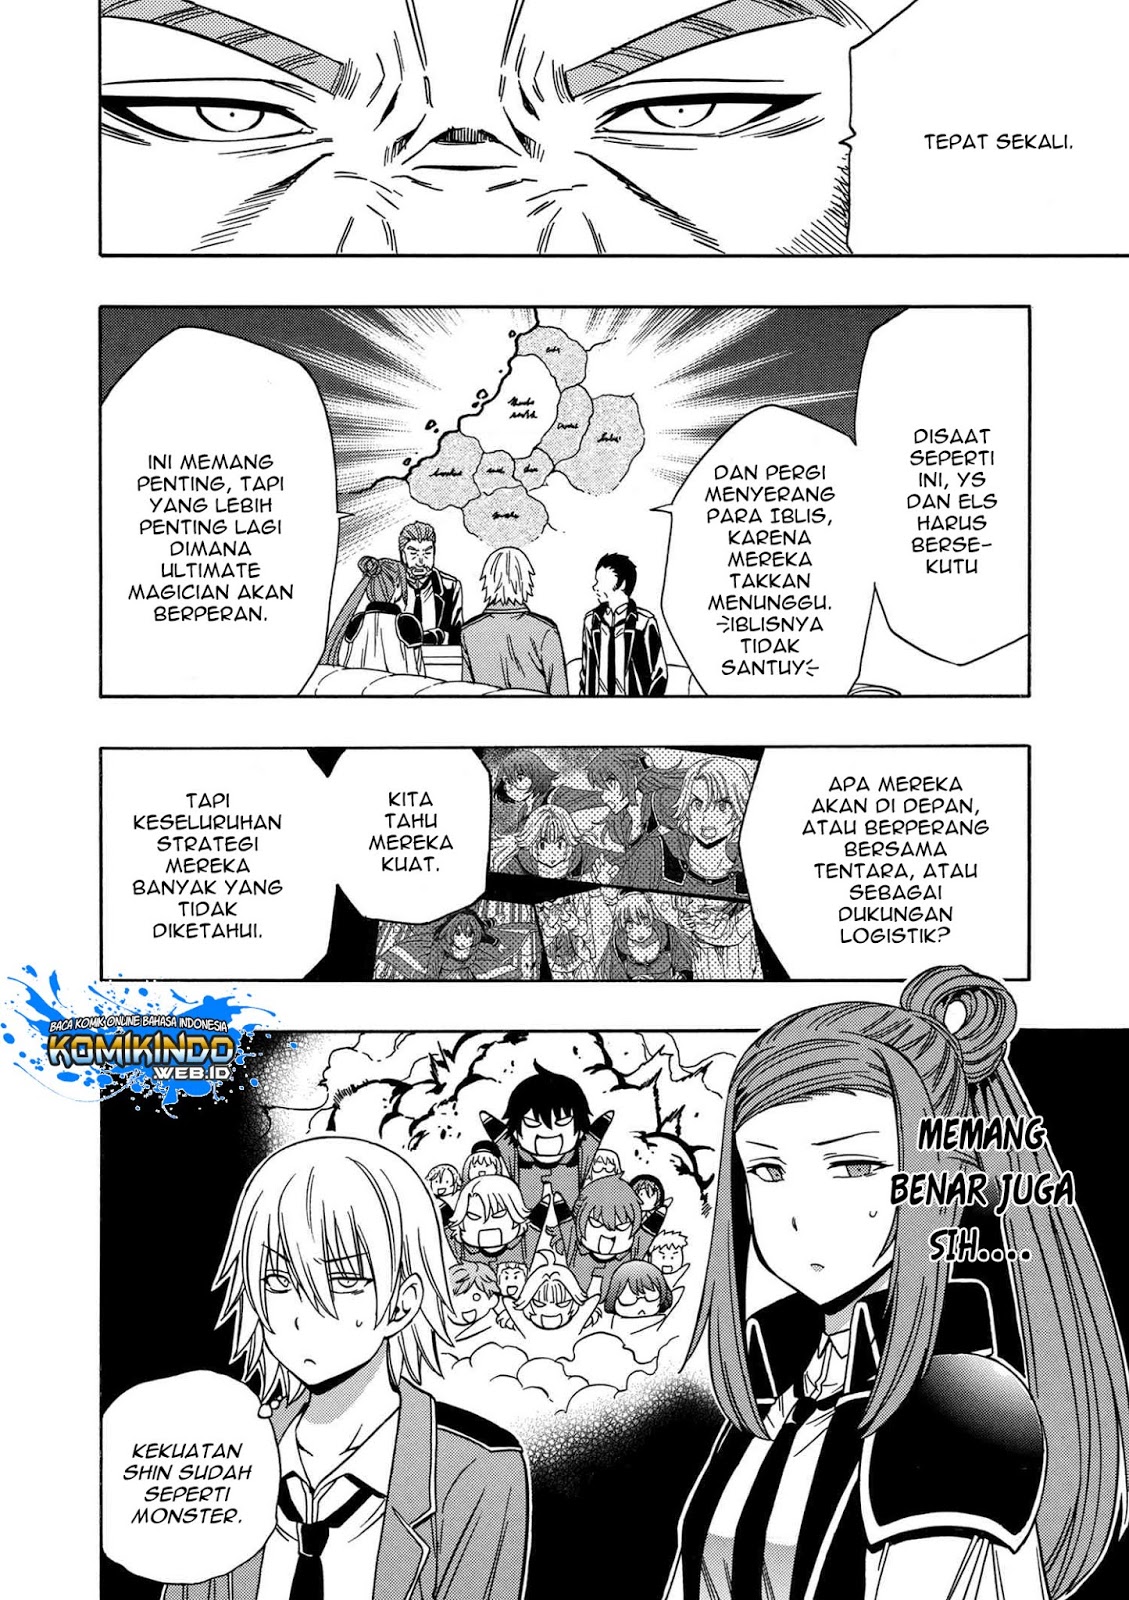 TEPAT SEKALI.
DISAAT
SEPERTI
INI, YS
DAN ELS
HARUS
BERSE-
KUTU
DAN PERGI
MENYERANG
PARA IBLIS,
KARENA
MEREKA
TAKKAN
MENUNGGU.
IBLISNYA
TIDAK
SANTUY
INI MEMANG
PENTING, TAPI
YANG LEBIH
PENTING LAGI
DIMANA
ULTIMATE
MAGICIAN AKAN
BERPERAN.
APA MEREKA
AKAN DI DEPAN,
ATAU BERPERANG
BERSAMA
TENTARA, ATAU
SEBAGAI
DUKUNGAN
LOGISTIK?
KITA
TAHU
MEREKA
KUAT.
TAPI
KESELURUHAN
STRATEGI
MEREKA
BANYAK YANG
TIDAK
DIKETAHUI.
BACA KOMIK ONLINE BAHASA INDONESIA
KOMIKINDO
WEB.ID
MEMANG
BENAR JUGA
SIH....
KEKUATAN
SHIN SUDAH
SEPERTI
MONSTER.